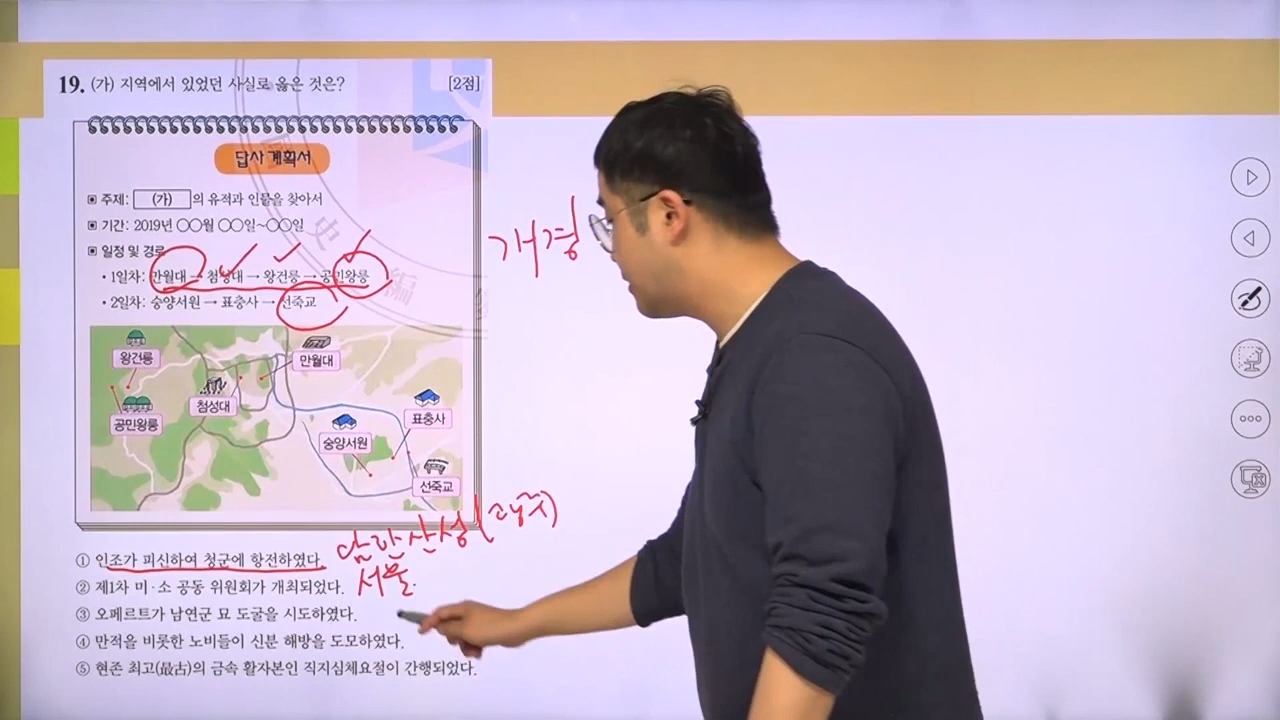 19. (가) 지역에서 있었던 사실로 옳은 것은? [2점]
답사 계획서
▣ 주제: (가) 의 유적과 인물을 찾아서
▣ 기간: 2019년 ○○월 ○○일~○○일
▣ 일정 및 경로
• 1일차: 만월대 → 첨성대 → 왕건릉 → 공민왕릉
• 2일차: 숭양서원 → 표충사 → 선죽교
개경
왕건릉
만월대
첨성대
공민왕릉
표충사
숭양서원
선죽교
① 인조가 피신하여 청군에 항전하였다. 남한산성
② 제1차 미·소 공동 위원회가 개최되었다. 서울
③ 오페르트가 남연군 묘 도굴을 시도하였다.
④ 만적을 비롯한 노비들이 신분 해방을 도모하였다.
⑤ 현존 최고(最古)의 금속 활자본인 직지심체요절이 간행되었다.
史
編